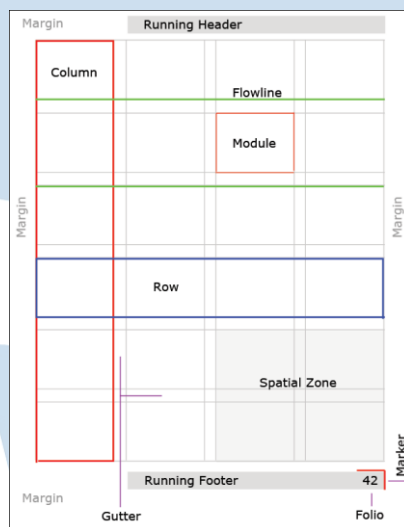 Margin
Running Header
Column
Flowline
Module
Margin
Margin
Row
Spatial Zone
Marker
Running Footer
42
Margin
Gutter
Folio